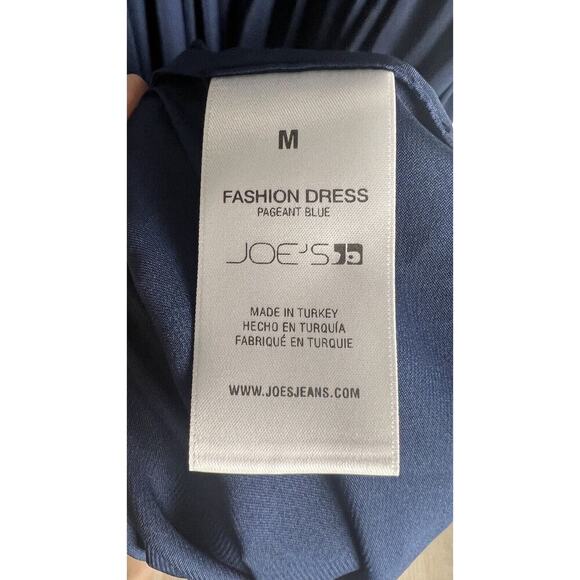 M
FASHION DRESS
PAGEANT BLUE
JOE'S
MADE IN TURKEY
HECHO EN TURQUÍA
FABRIQUÉ EN TURQUIE
WWW.JOESJEANS.COM